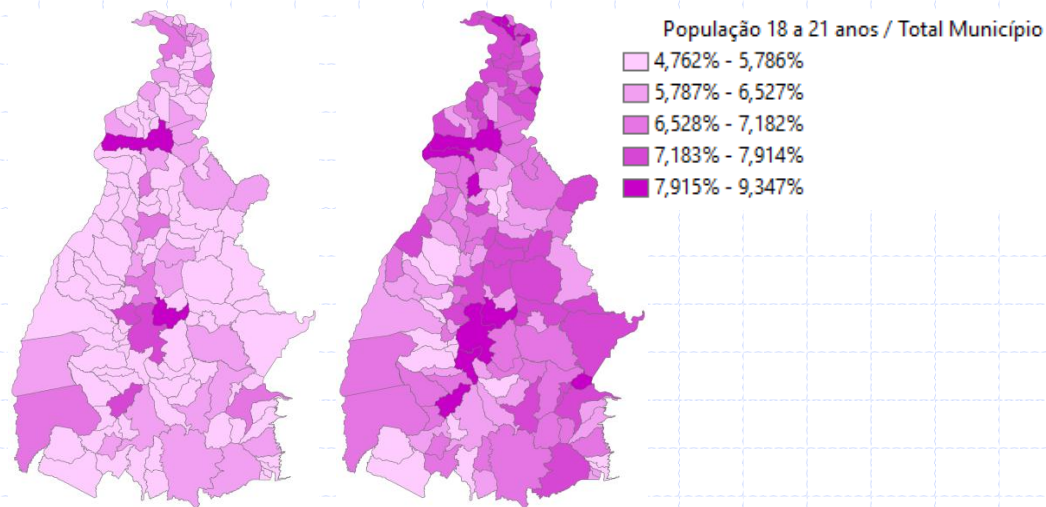 População 18 a 21 anos / Total Município
4,762% - 5,786%
5,787% - 6,527%
6,528% - 7,182%
7,183% - 7,914%
7,915% - 9,347%